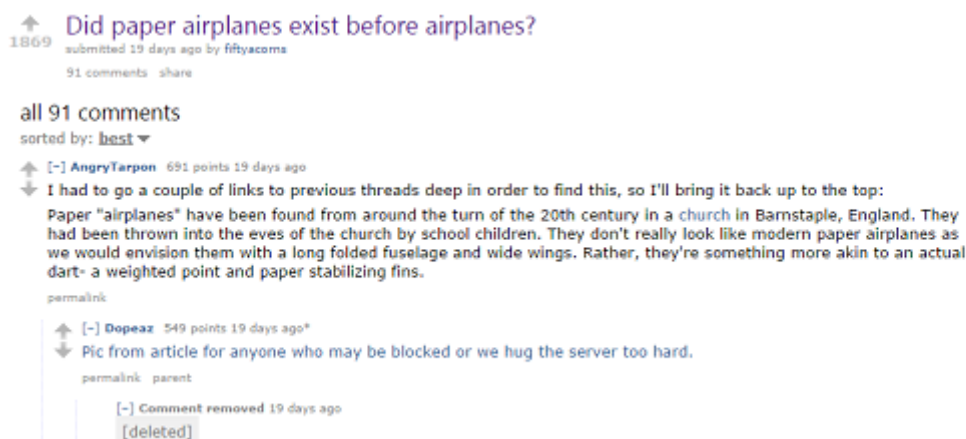 Did paper airplanes exist before airplanes?
1869
submitted 19 days ago by fiftyacorns
91 comments share
all 91 comments
sorted by: best
[-] AngryTarpon 691 points 19 days ago
I had to go a couple of links to previous threads deep in order to find this, so I'll bring it back up to the top:
Paper "airplanes" have been found from around the turn of the 20th century in a church in Barnstaple, England. They
had been thrown into the eves of the church by school children. They don't really look like modern paper airplanes as
we would envision them with a long folded fuselage and wide wings. Rather, they're something more akin to an actual
dart- a weighted point and paper stabilizing fins.
permalink
[-] Dopeaz 549 points 19 days ago*
Pic from article for anyone who may be blocked or we hug the server too hard.
permalink parent
[-] Comment removed 19 days ago
[deleted]